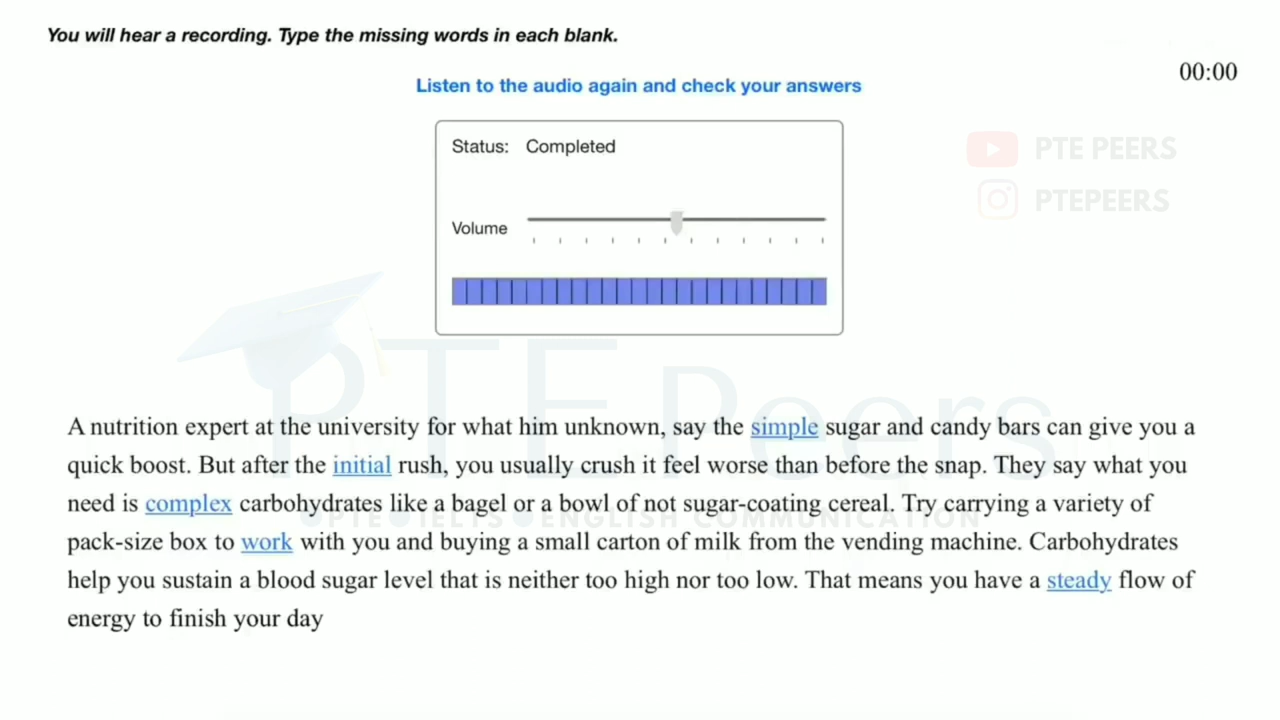 You will hear a recording. Type the missing words in each blank.
00:00
Listen to the audio again and check your answers
Status: Completed
PTE PEERS
PTEPEERS
Volume
PTE Peers
A nutrition expert at the university for what him unknown, say the simple sugar and candy bars can give you a
quick boost. But after the initial rush, you usually crush it feel worse than before the snap. They say what you
need is complex carbohydrates like a bagel or a bowl of not sugar-coating cereal. Try carrying a variety of
PTE IELTS ENGLISH COMMUNICATION
pack-size box to work with you and buying a small carton of milk from the vending machine. Carbohydrates
help you sustain a blood sugar level that is neither too high nor too low. That means you have a steady flow of
energy to finish your day